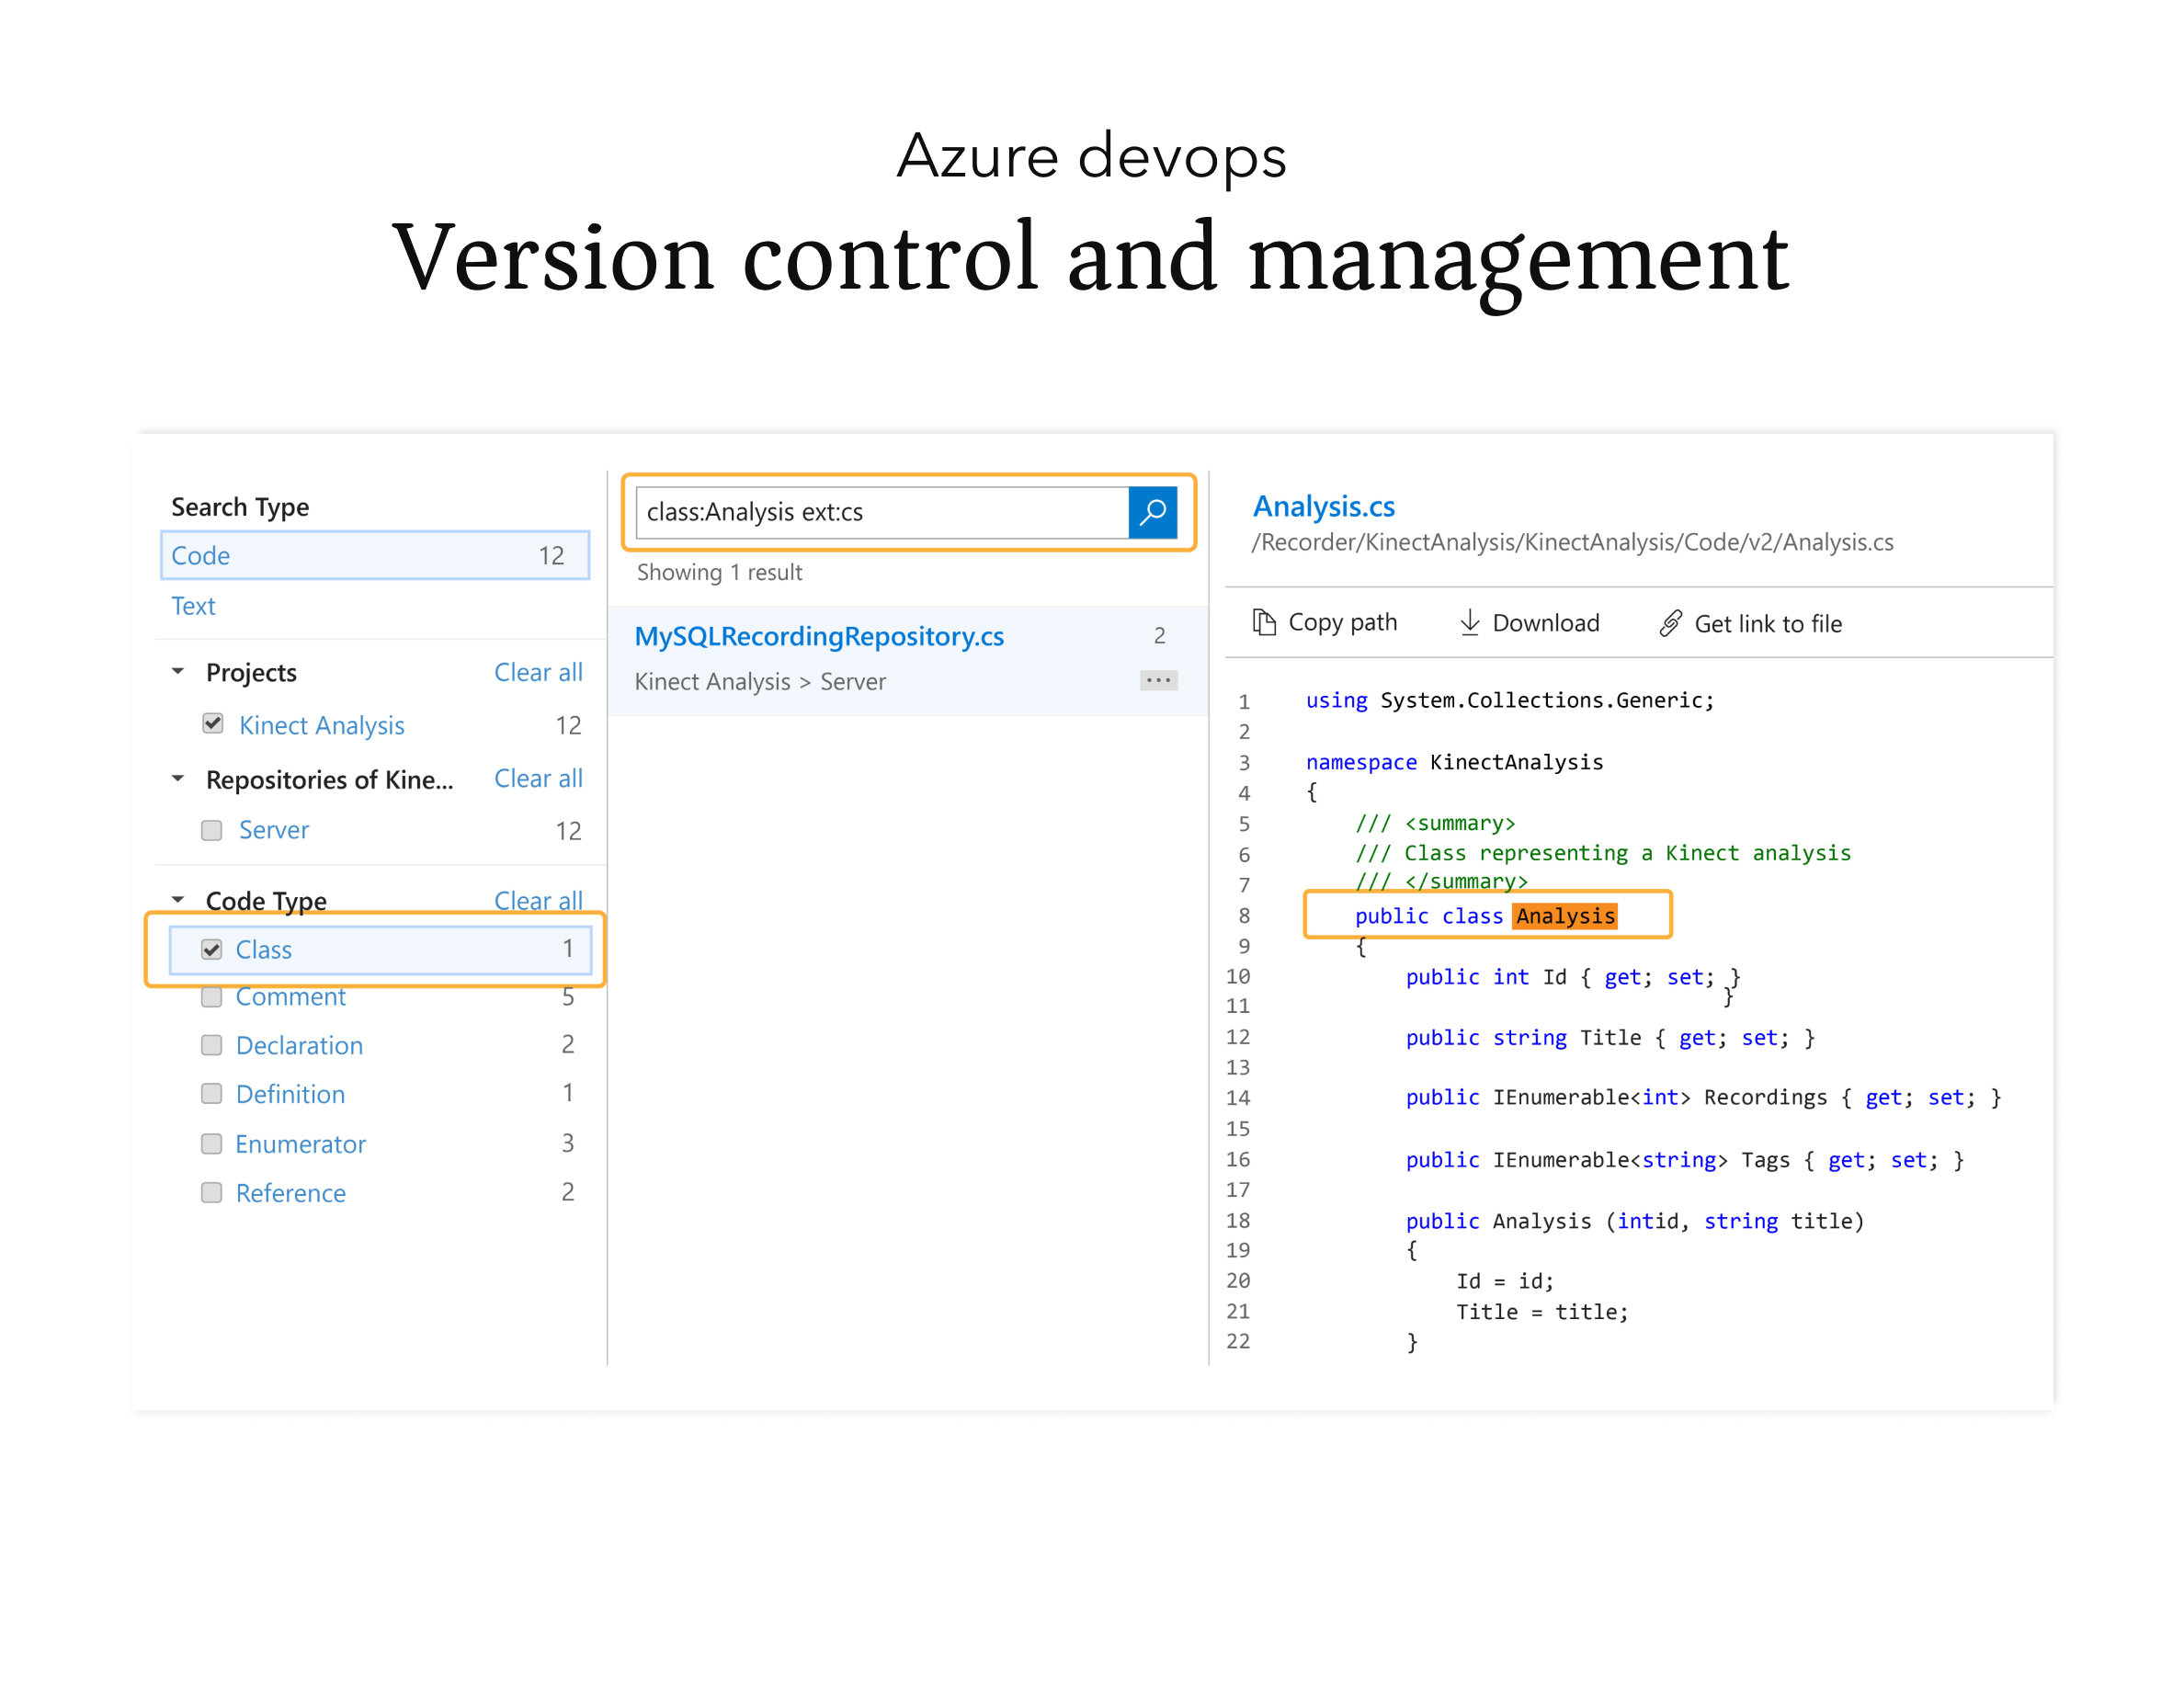 Azure devops
Version control and management
Search Type
Code 12
Text
Projects Clear all
Kinect Analysis 12
Repositories of Kine... Clear all
Server 12
Code Type Clear all
Class 1
Comment 5
Declaration 2
Definition 1
Enumerator 3
Reference 2
class:Analysis ext:cs
Showing 1 result
MySQLRecordingRepository.cs 2
Kinect Analysis > Server ...
Analysis.cs
/Recorder/KinectAnalysis/KinectAnalysis/Code/v2/Analysis.cs
Copy path Download Get link to file
1 using System.Collections.Generic;
2
3 namespace KinectAnalysis
4 {
5 /// <summary>
6 /// Class representing a Kinect analysis
7 /// </summary>
8 public class Analysis
9 {
10 public int Id { get; set; }
11 }
12 public string Title { get; set; }
13
14 public IEnumerable<int> Recordings { get; set; }
15
16 public IEnumerable<string> Tags { get; set; }
17
18 public Analysis (intid, string title)
19 {
20 Id = id;
21 Title = title;
22 }